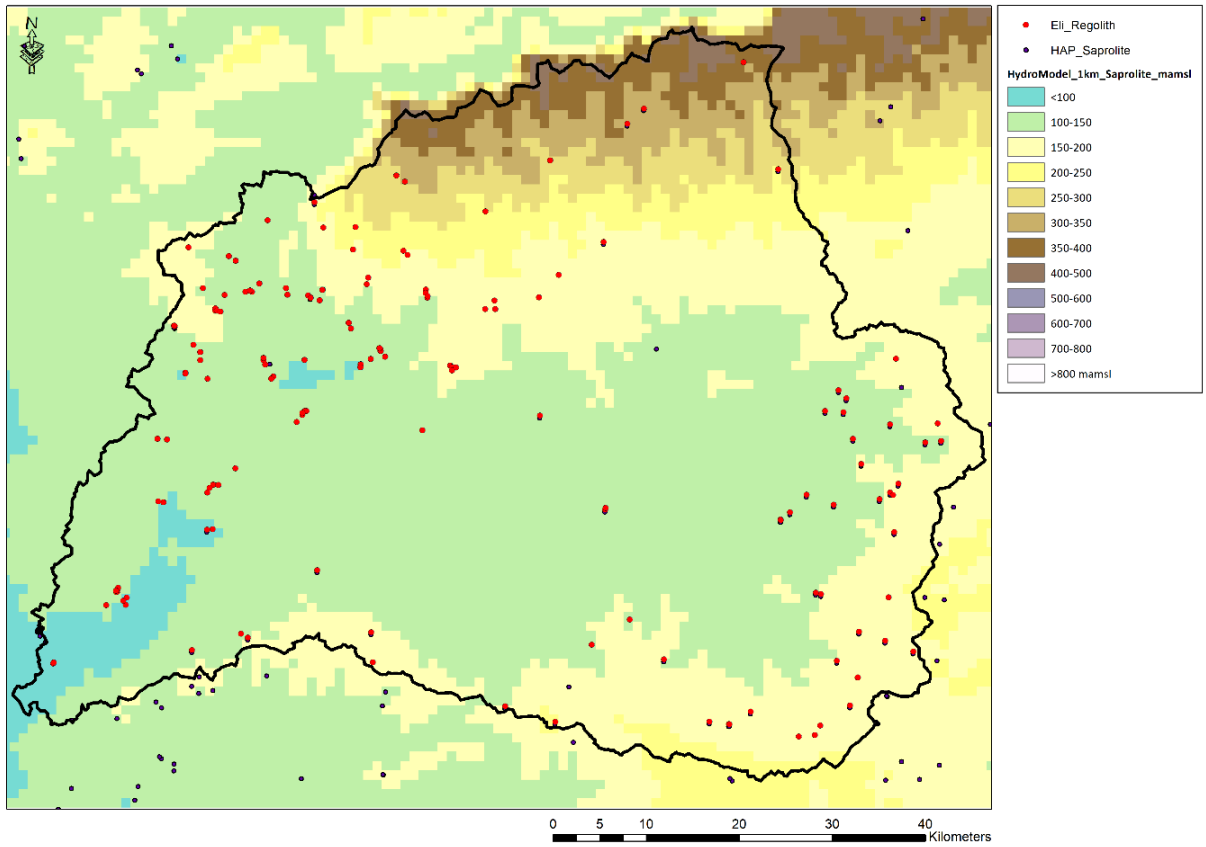 N
Eli_Regolith
HAP_Saprolite
HydroModel_1km_Saprolite_mamsl
<100
100-150
150-200
200-250
250-300
300-350
350-400
400-500
500-600
600-700
700-800
>800 mamsl
0 5 10 20 30 40
Kilometers